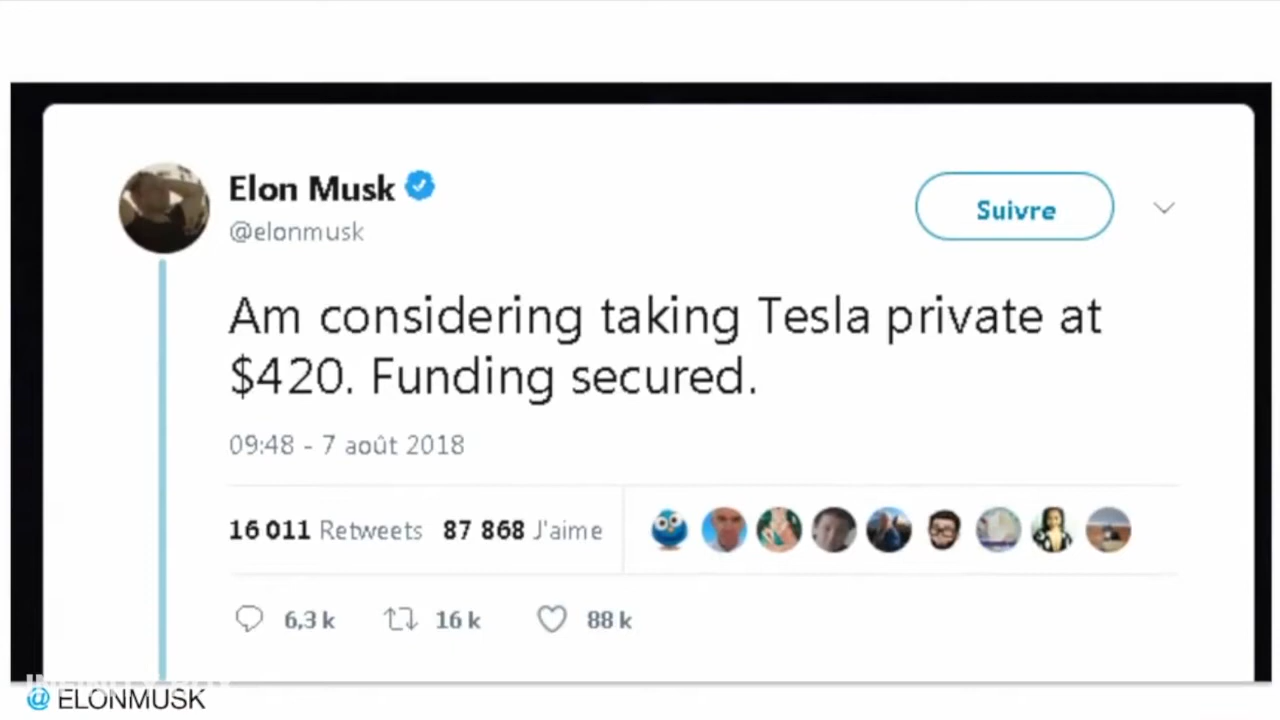 Elon Musk
@elonmusk
Suivre
Am considering taking Tesla private at
$420. Funding secured.
09:48 - 7 août 2018
16 011 Retweets 87 868 J'aime
6,3 k 16 k 88 k
@ ELONMUSK